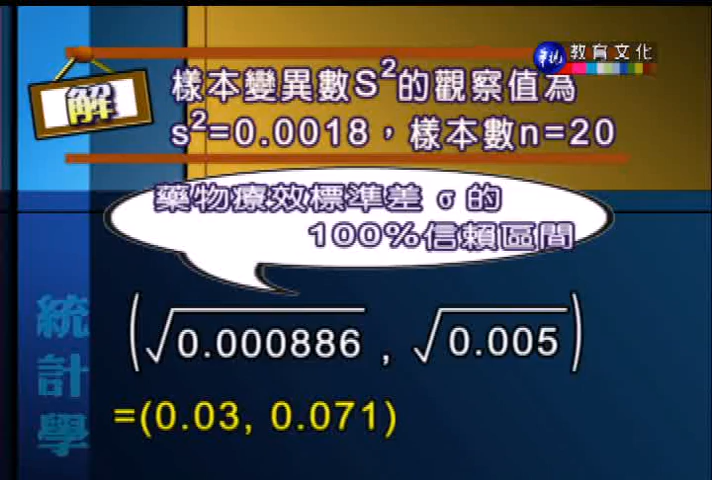 華視 教育文化
解
樣本變異數S²的觀察值為
s²=0.0018，樣本數n=20
藥物療效標準差 σ 的
100%信賴區間
(√0.000886 , √0.005)
=(0.03, 0.071)
統計學